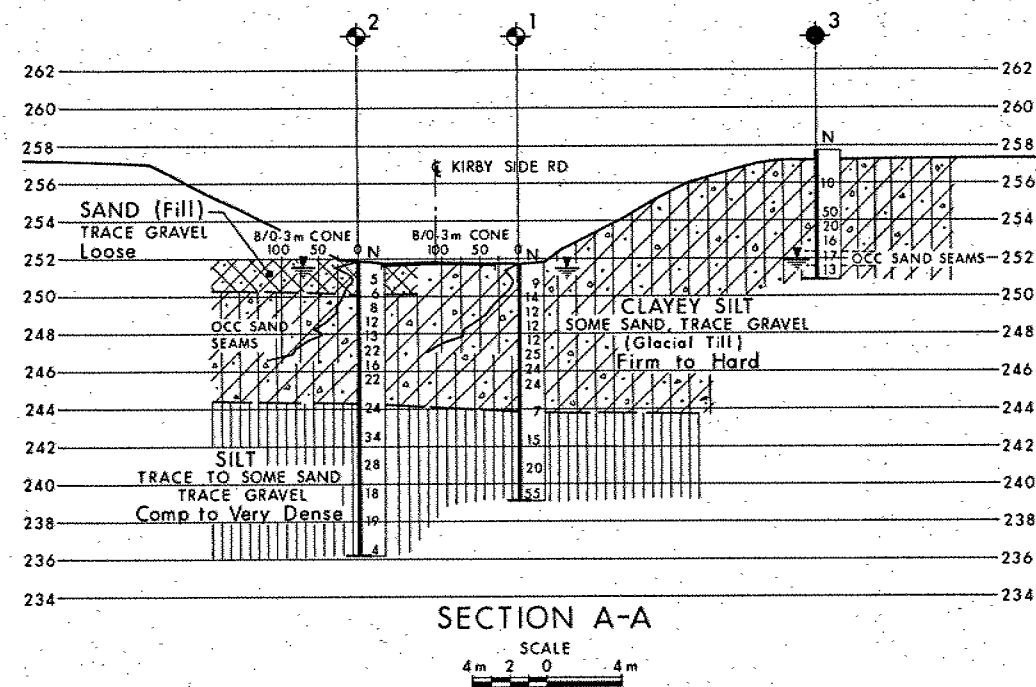 2
1
3
262 262
260 260
258 258
256 256
254 254
252 252
250 250
248 248
246 246
244 244
242 242
240 240
238 238
236 236
234 234
KIRBY SIDE RD
SAND (Fill)
TRACE GRAVEL
Loose
B/0·3m CONE
100 50 0
N
5
6
8
12
13
22
16
22
24
34
28
18
19
4
B/0·3m CONE
100 50 0
N
9
14
12
12
12
25
24
24
7
15
20
55
N
10
50
20
16
17
13
OCC SAND SEAMS
OCC SAND
SEAMS
CLAYEY SILT
SOME SAND, TRACE GRAVEL
(Glacial Till)
Firm to Hard
SILT
TRACE TO SOME SAND
TRACE GRAVEL
Comp to Very Dense
SECTION A-A
SCALE
4m 2 0 4m